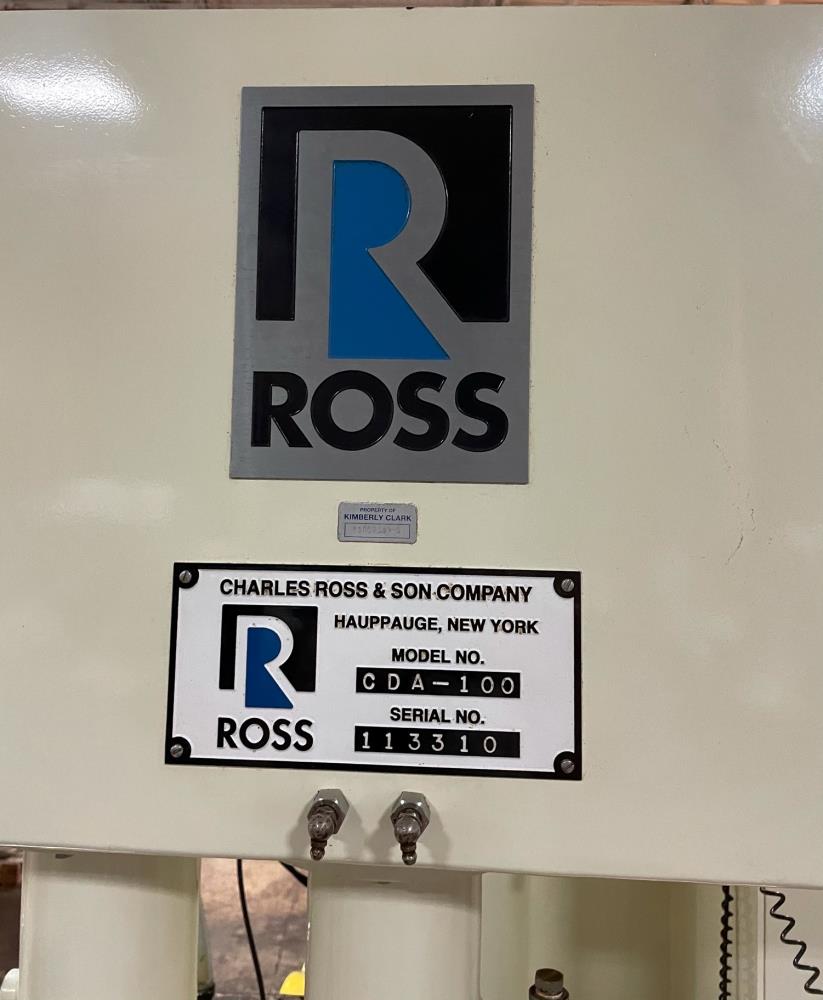 R
ROSS
PROPERTY OF
KIMBERLY CLARK
CHARLES ROSS & SON COMPANY
HAUPPAUGE, NEW YORK
MODEL NO.
CDA-100
SERIAL NO.
113310
R
ROSS